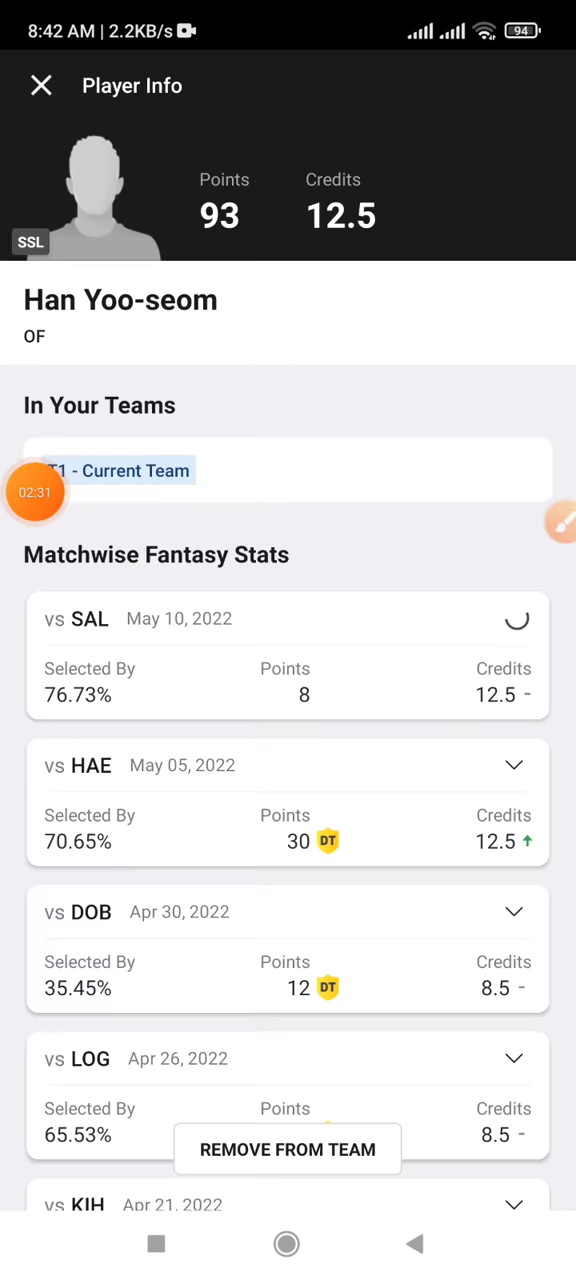 8:42 AM | 2.2KB/s
94
Player Info
Points
Credits
93
12.5
SSL
Han Yoo-seom
OF
In Your Teams
T1 - Current Team
02:31
Matchwise Fantasy Stats
vs SAL May 10, 2022
Selected By Points Credits
76.73% 8 12.5 -
vs HAE May 05, 2022
Selected By Points Credits
70.65% 30 DT 12.5
vs DOB Apr 30, 2022
Selected By Points Credits
35.45% 12 DT 8.5 -
vs LOG Apr 26, 2022
Selected By Points Credits
65.53% 8.5 -
REMOVE FROM TEAM
vs KIH Apr 21, 2022